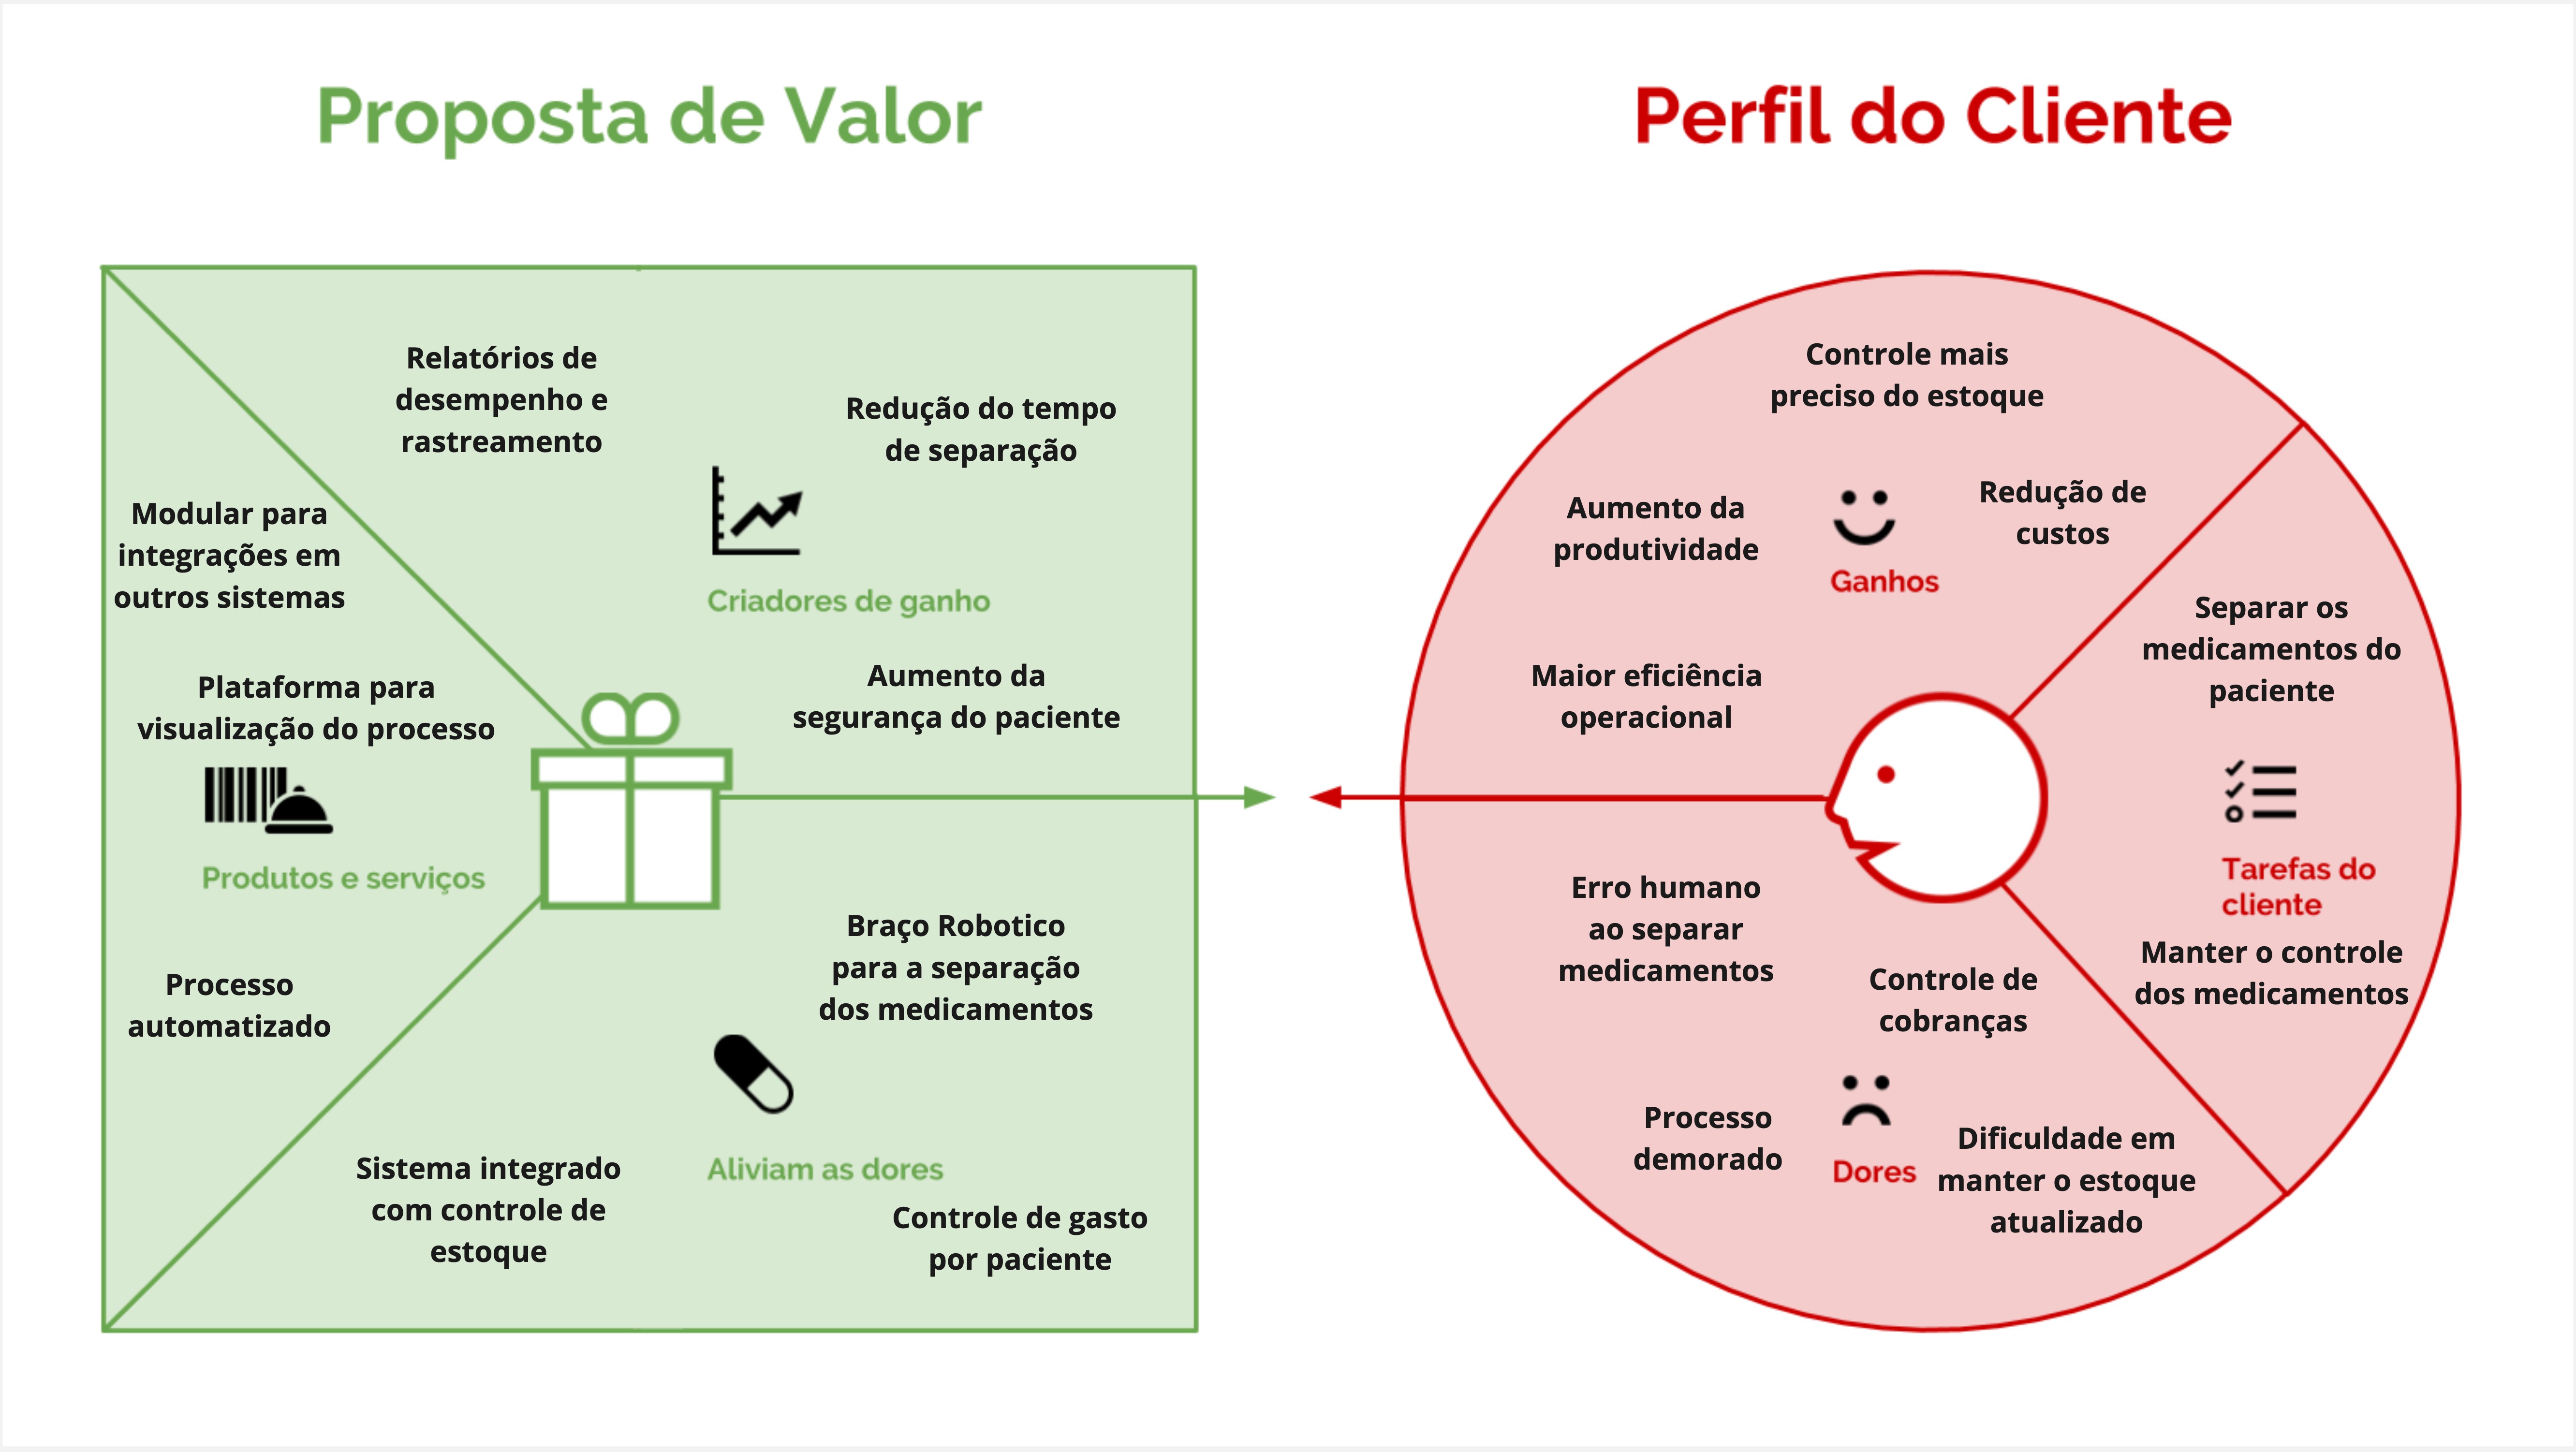 Proposta de Valor
Relatórios de
desempenho e
rastreamento
Redução do tempo
de separação
Criadores de ganho
Aumento da
segurança do paciente
Modular para
integrações em
outros sistemas
Plataforma para
visualização do processo
Produtos e serviços
Processo
automatizado
Braço Robotico
para a separação
dos medicamentos
Aliviam as dores
Sistema integrado
com controle de
estoque
Controle de gasto
por paciente
Perfil do Cliente
Controle mais
preciso do estoque
Aumento da
produtividade
Ganhos
Redução de
custos
Maior eficiência
operacional
Separar os
medicamentos do
paciente
Tarefas do
cliente
Manter o controle
dos medicamentos
Erro humano
ao separar
medicamentos
Controle de
cobranças
Processo
demorado
Dores
Dificuldade em
manter o estoque
atualizado